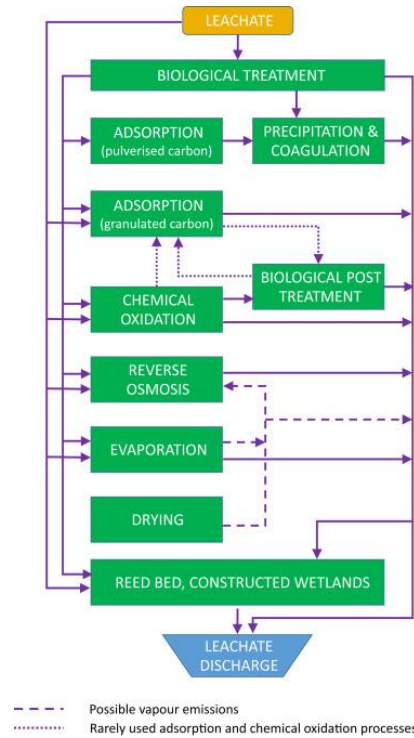 LEACHATE
BIOLOGICAL TREATMENT
ADSORPTION
(pulverised carbon)
PRECIPITATION &
COAGULATION
ADSORPTION
(granulated carbon)
BIOLOGICAL POST
TREATMENT
CHEMICAL
OXIDATION
REVERSE
OSMOSIS
EVAPORATION
DRYING
REED BED, CONSTRUCTED WETLANDS
LEACHATE
DISCHARGE
Possible vapour emissions
Rarely used adsorption and chemical oxidation processes